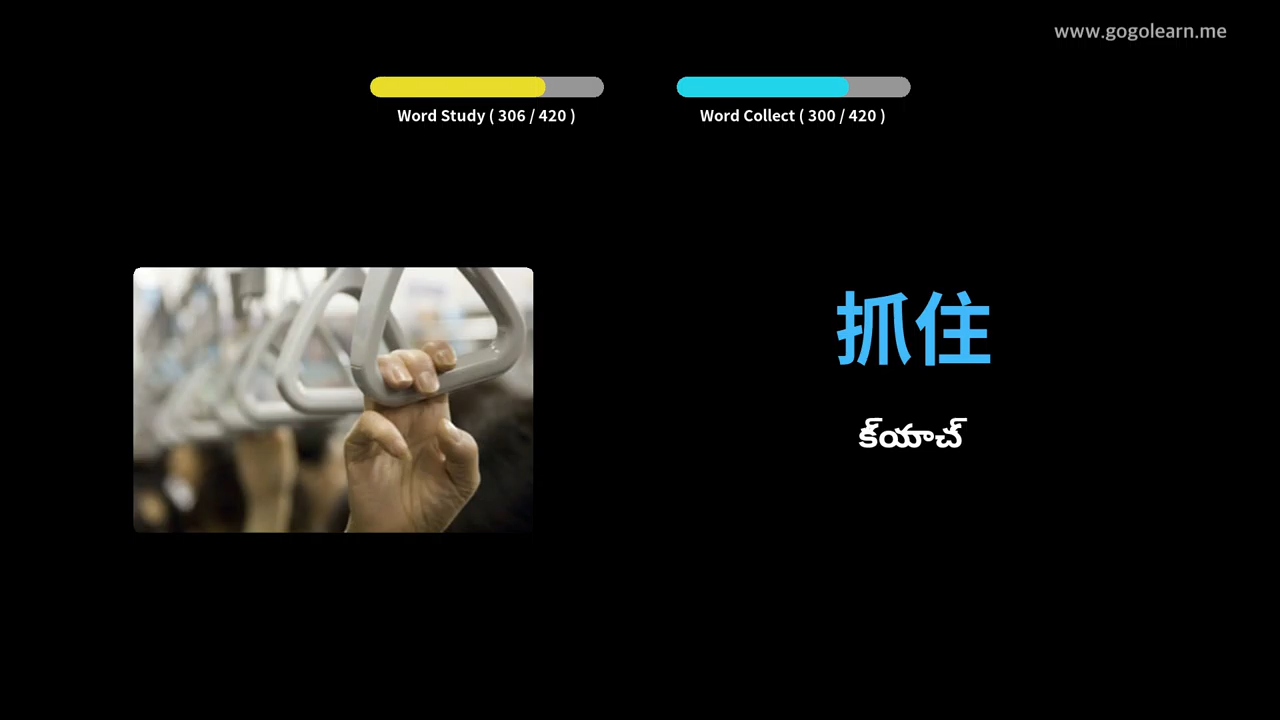 www.gogolearn.me
Word Study ( 306 / 420 )
Word Collect ( 300 / 420 )
抓住
క్‌యాచ్